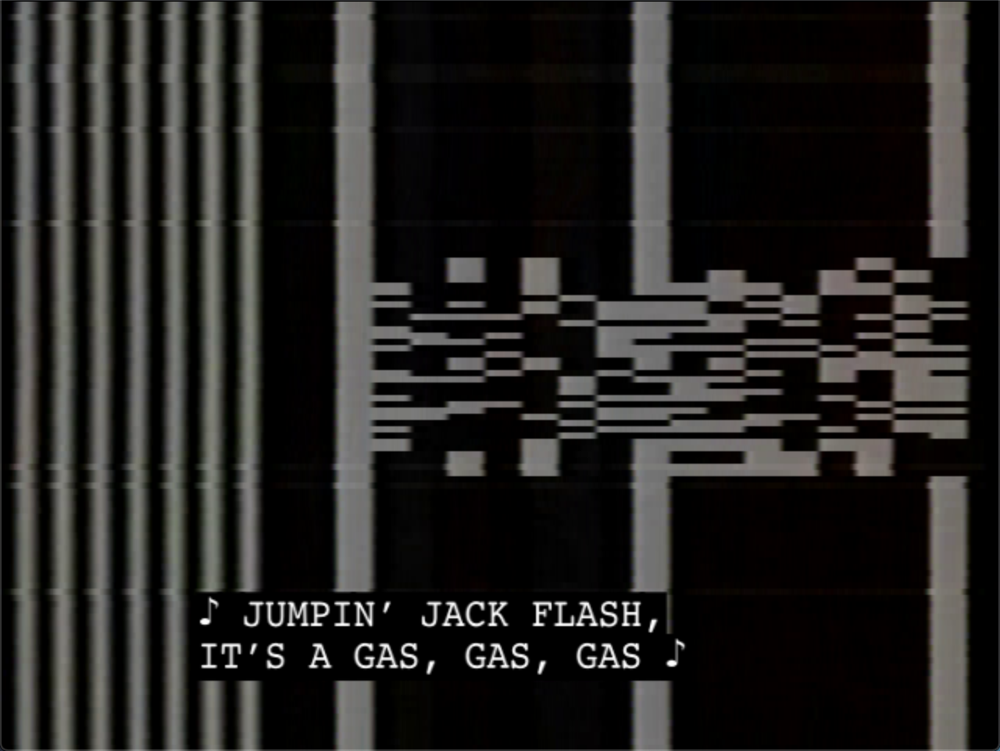 ♪ JUMPIN’ JACK FLASH,
IT’S A GAS, GAS, GAS ♪